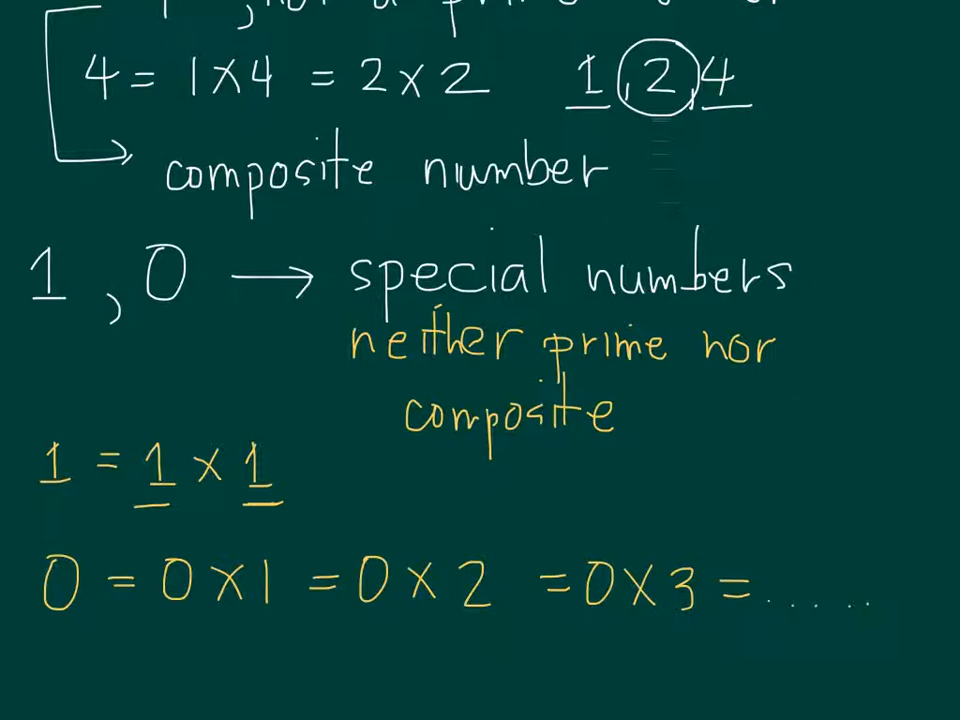 4 = 1 X 4 = 2 X 2 1, 2, 4
composite number
1, 0 → special numbers
neither prime nor
composite
1 = 1 X 1
0 = 0 X 1 = 0 X 2 = 0 X 3 = .....